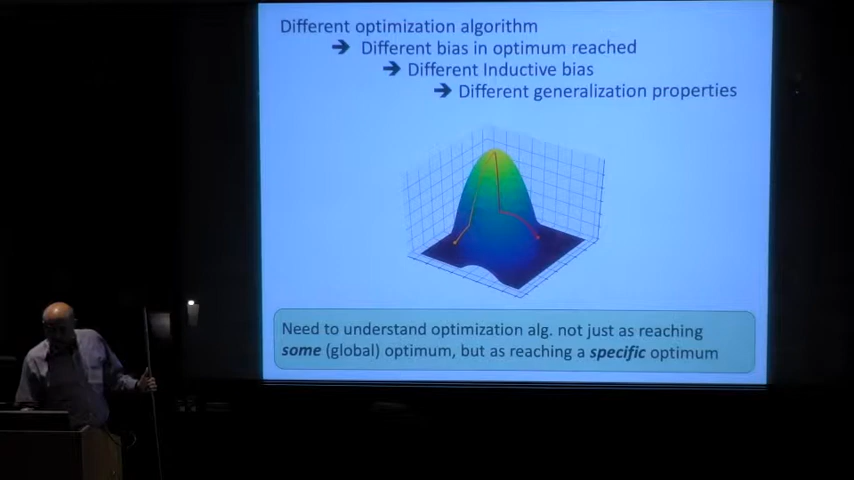 Different optimization algorithm
➔ Different bias in optimum reached
➔ Different Inductive bias
➔ Different generalization properties
Need to understand optimization alg. not just as reaching
some (global) optimum, but as reaching a specific optimum